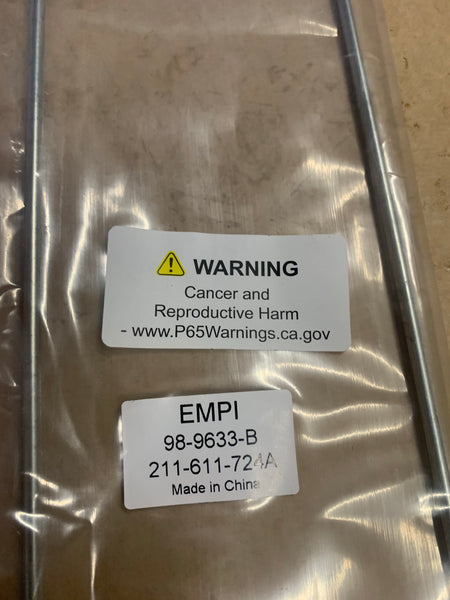 WARNING
Cancer and
Reproductive Harm
- www.P65Warnings.ca.gov
EMPI
98-9633-B
211-611-724A
Made in China